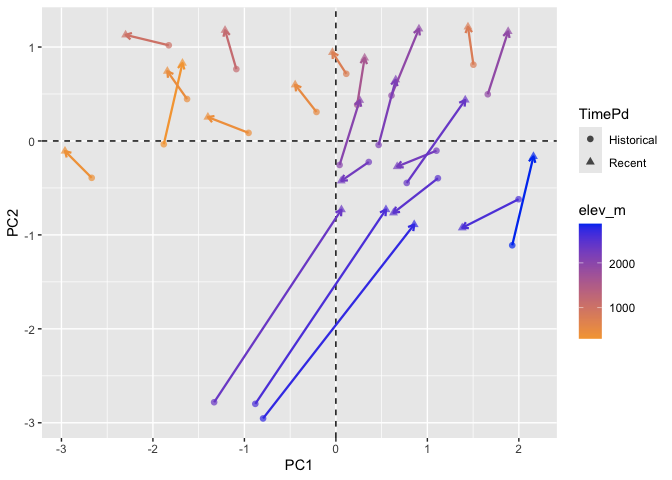 1
0
-1
-2
-3
PC2
-3
-2
-1
0
1
2
PC1
TimePd
Historical
Recent
elev_m
2000
1000